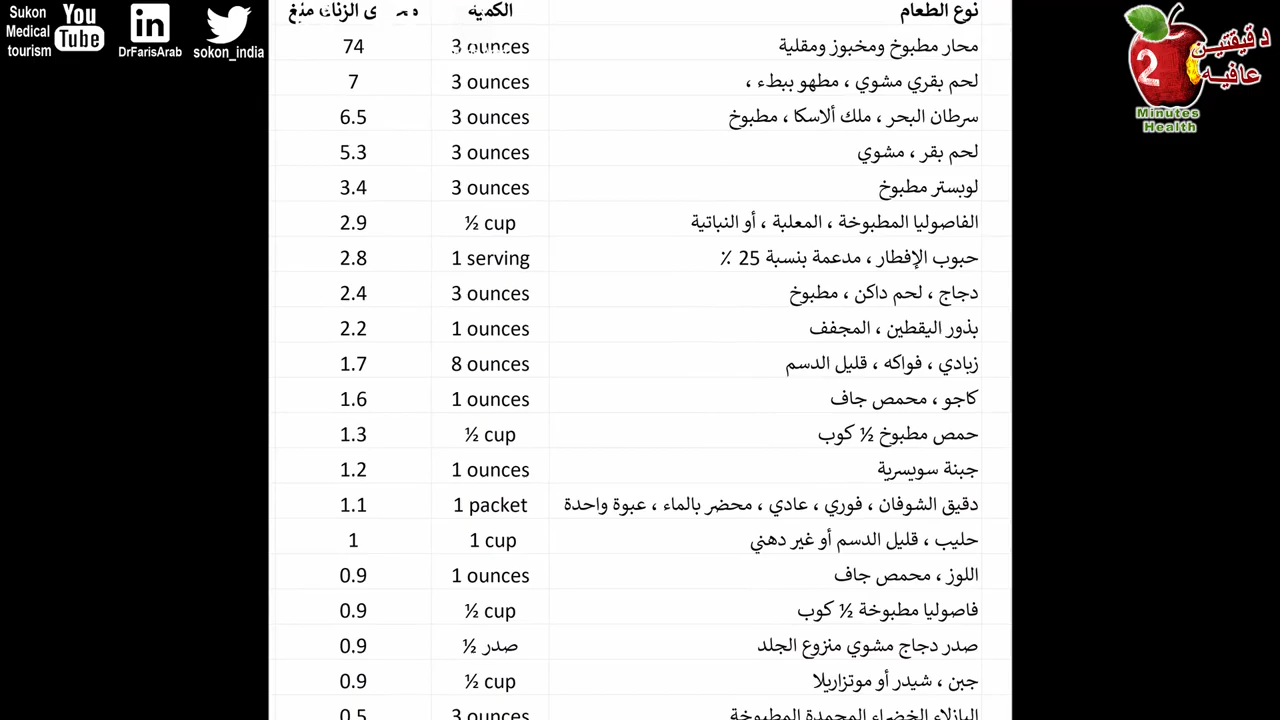 Sukon
Medical
tourism
You
Tube
in
DrFarisArab
sokon_india
دقيقتين
2
عافيه
Minutes
Health
نوع الطعام الكمية
محار مطبوخ ومخبوز ومقلية 3 ounces 74
لحم بقري مشوي ، مطهو ببطء ، 3 ounces 7
سرطان البحر ، ملك ألاسكا ، مطبوخ 3 ounces 6.5
لحم بقر ، مشوي 3 ounces 5.3
لوبستر مطبوخ 3 ounces 3.4
الفاصوليا المطبوخة ، المعلبة ، أو النباتية ½ cup 2.9
حبوب الإفطار ، مدعمة بنسبة 25 ٪ 1 serving 2.8
دجاج ، لحم داكن ، مطبوخ 3 ounces 2.4
بذور اليقطين ، المجفف 1 ounces 2.2
زبادي ، فواكه ، قليل الدسم 8 ounces 1.7
كاجو ، محمص جاف 1 ounces 1.6
حمص مطبوخ ½ كوب ½ cup 1.3
جبنة سويسرية 1 ounces 1.2
دقيق الشوفان ، فوري ، عادي ، محضر بالماء ، عبوة واحدة 1 packet 1.1
حليب ، قليل الدسم أو غير دهني 1 cup 1
اللوز ، محمص جاف 1 ounces 0.9
فاصوليا مطبوخة ½ كوب ½ cup 0.9
صدر دجاج مشوي منزوع الجلد ½ صدر 0.9
جبن ، شيدر أو موتزاريلا ½ cup 0.9
البازلاء الخضراء المجمدة المطبوخة 3 ounces 0.5